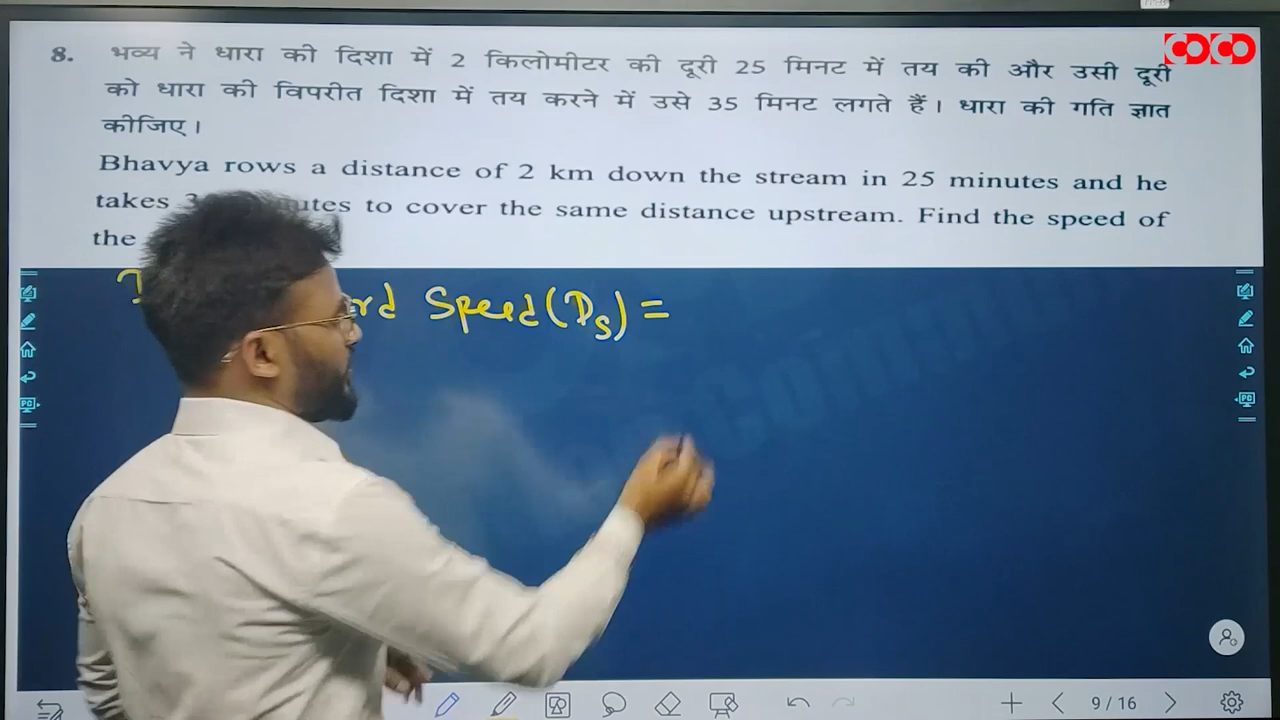 COCO
8. भव्य ने धारा की दिशा में 2 किलोमीटर की दूरी 25 मिनट में तय की और उसी दूरी
को धारा की विपरीत दिशा में तय करने में उसे 35 मिनट लगते हैं। धारा की गति ज्ञात
कीजिए।
Bhavya rows a distance of 2 km down the stream in 25 minutes and he
takes to cover the same distance upstream. Find the speed of
the
Speed (Ds) =
9 / 16